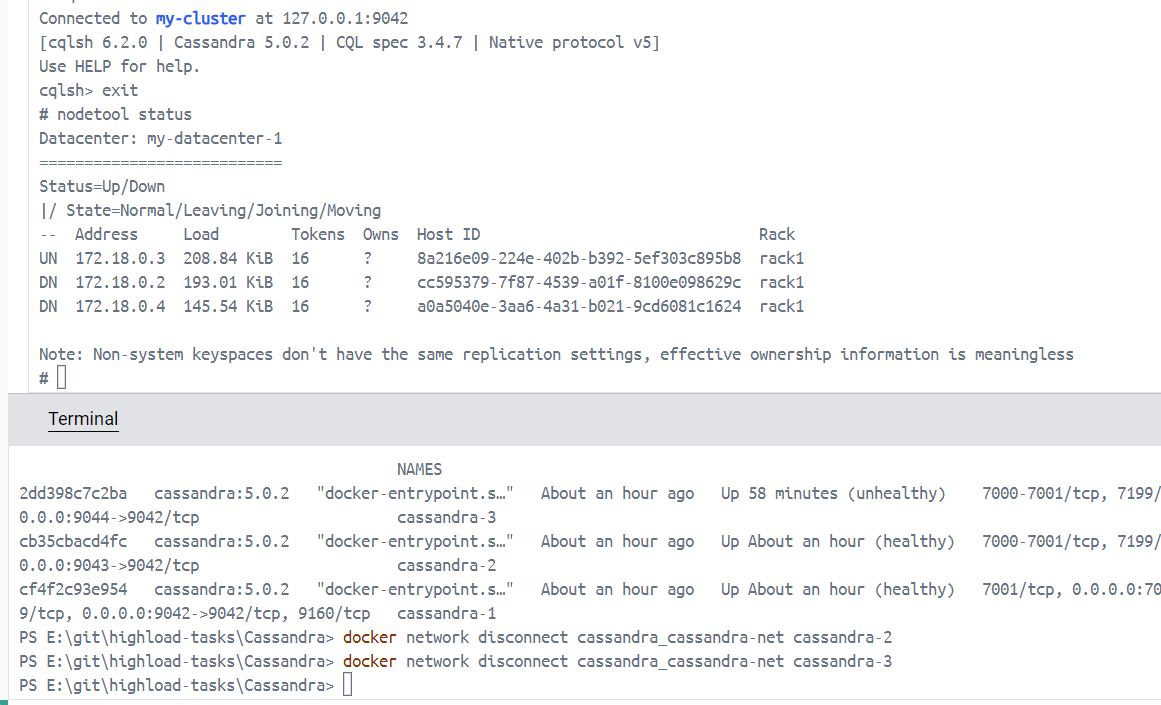 Connected to my-cluster at 127.0.0.1:9042
[cqlsh 6.2.0 | Cassandra 5.0.2 | CQL spec 3.4.7 | Native protocol v5]
Use HELP for help.
cqlsh> exit
# nodetool status
Datacenter: my-datacenter-1
===========================
Status=Up/Down
|/ State=Normal/Leaving/Joining/Moving
-- Address Load Tokens Owns Host ID Rack
UN 172.18.0.3 208.84 KiB 16 ? 8a216e09-224e-402b-b392-5ef303c895b8 rack1
DN 172.18.0.2 193.01 KiB 16 ? cc595379-7f87-4539-a01f-8100e098629c rack1
DN 172.18.0.4 145.54 KiB 16 ? a0a5040e-3aa6-4a31-b021-9cd6081c1624 rack1
Note: Non-system keyspaces don't have the same replication settings, effective ownership information is meaningless
#
Terminal
NAMES
2dd398c7c2ba cassandra:5.0.2 "docker-entrypoint.s…" About an hour ago Up 58 minutes (unhealthy) 7000-7001/tcp, 7199/
0.0.0:9044->9042/tcp cassandra-3
cb35cbacd4fc cassandra:5.0.2 "docker-entrypoint.s…" About an hour ago Up About an hour (healthy) 7000-7001/tcp, 7199/
0.0.0:9043->9042/tcp cassandra-2
cf4f2c93e954 cassandra:5.0.2 "docker-entrypoint.s…" About an hour ago Up About an hour (healthy) 7001/tcp, 0.0.0.0:70
9/tcp, 0.0.0.0:9042->9042/tcp, 9160/tcp cassandra-1
PS E:\git\highload-tasks\Cassandra> docker network disconnect cassandra_cassandra-net cassandra-2
PS E:\git\highload-tasks\Cassandra> docker network disconnect cassandra_cassandra-net cassandra-3
PS E:\git\highload-tasks\Cassandra>